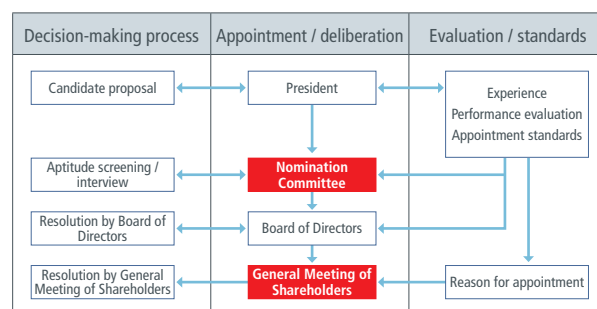 Decision-making process
Appointment / deliberation
Evaluation / standards
Candidate proposal
President
Experience
Performance evaluation
Appointment standards
Aptitude screening /
interview
Nomination
Committee
Resolution by Board of
Directors
Board of Directors
Resolution by General
Meeting of Shareholders
General Meeting of
Shareholders
Reason for appointment